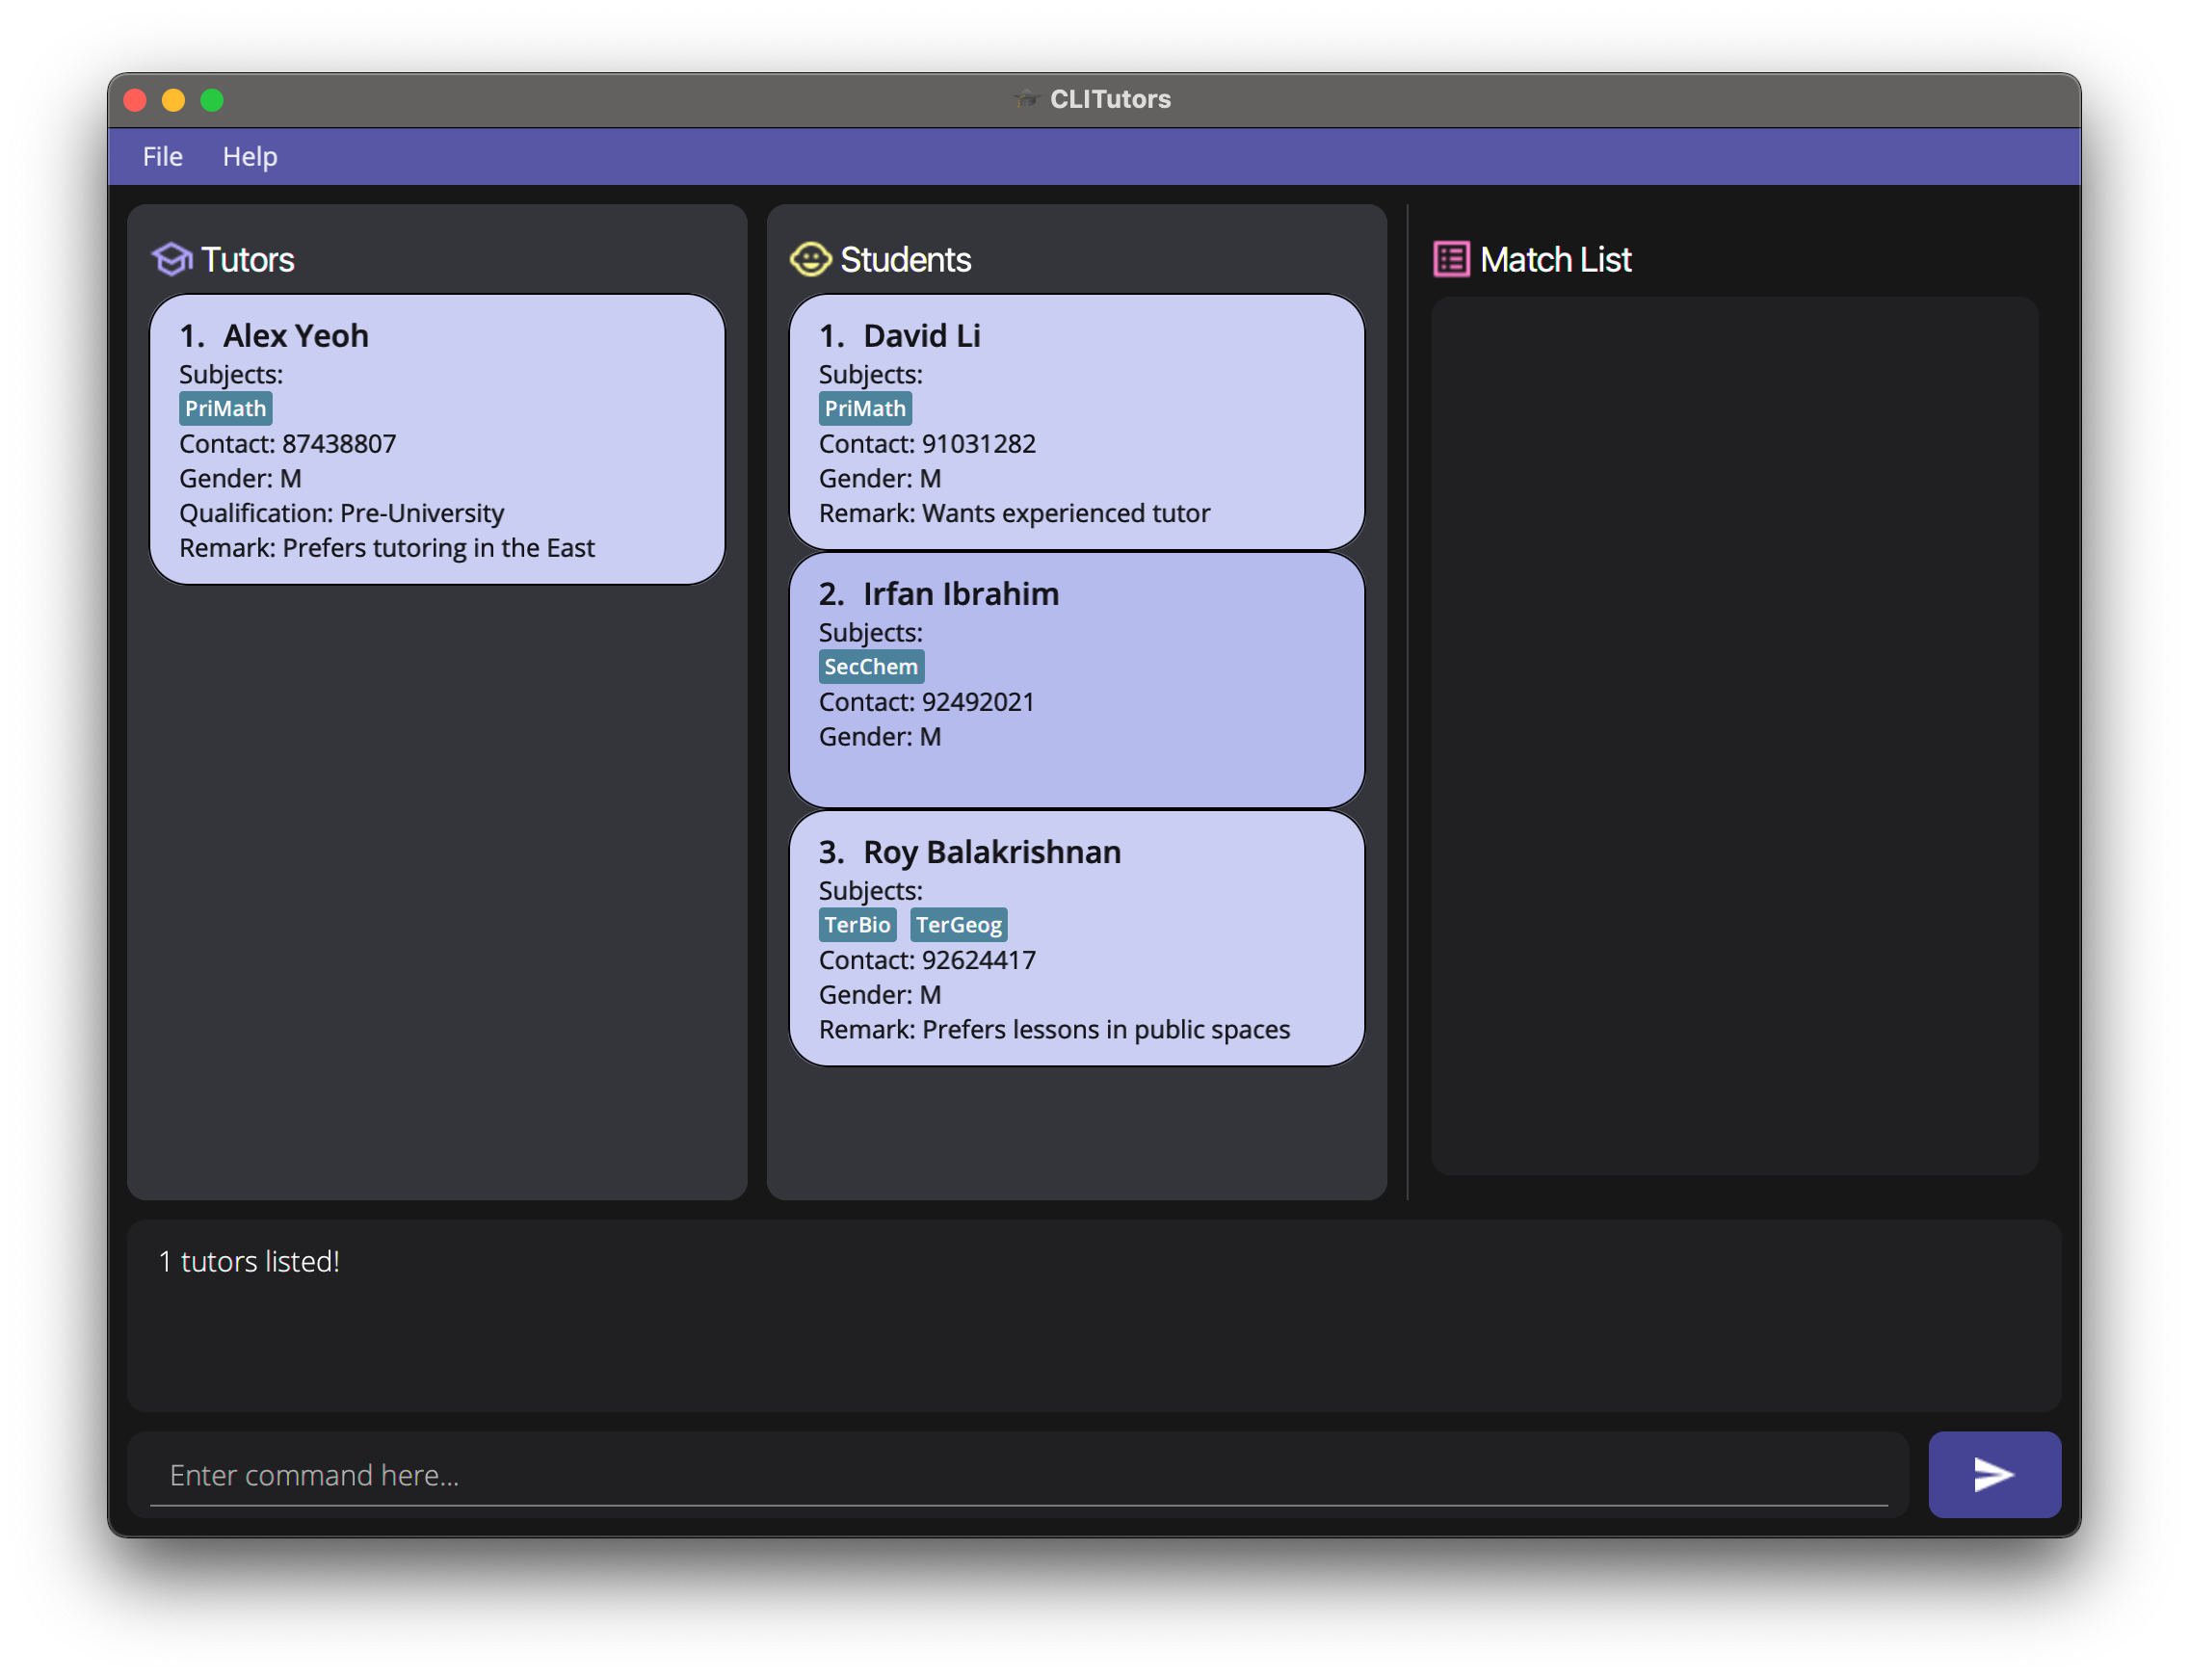 CLITutors
File Help
Tutors
1. Alex Yeoh
Subjects:
PriMath
Contact: 87438807
Gender: M
Qualification: Pre-University
Remark: Prefers tutoring in the East
Students
1. David Li
Subjects:
PriMath
Contact: 91031282
Gender: M
Remark: Wants experienced tutor
2. Irfan Ibrahim
Subjects:
SecChem
Contact: 92492021
Gender: M
3. Roy Balakrishnan
Subjects:
TerBio TerGeog
Contact: 92624417
Gender: M
Remark: Prefers lessons in public spaces
Match List
1 tutors listed!
Enter command here...